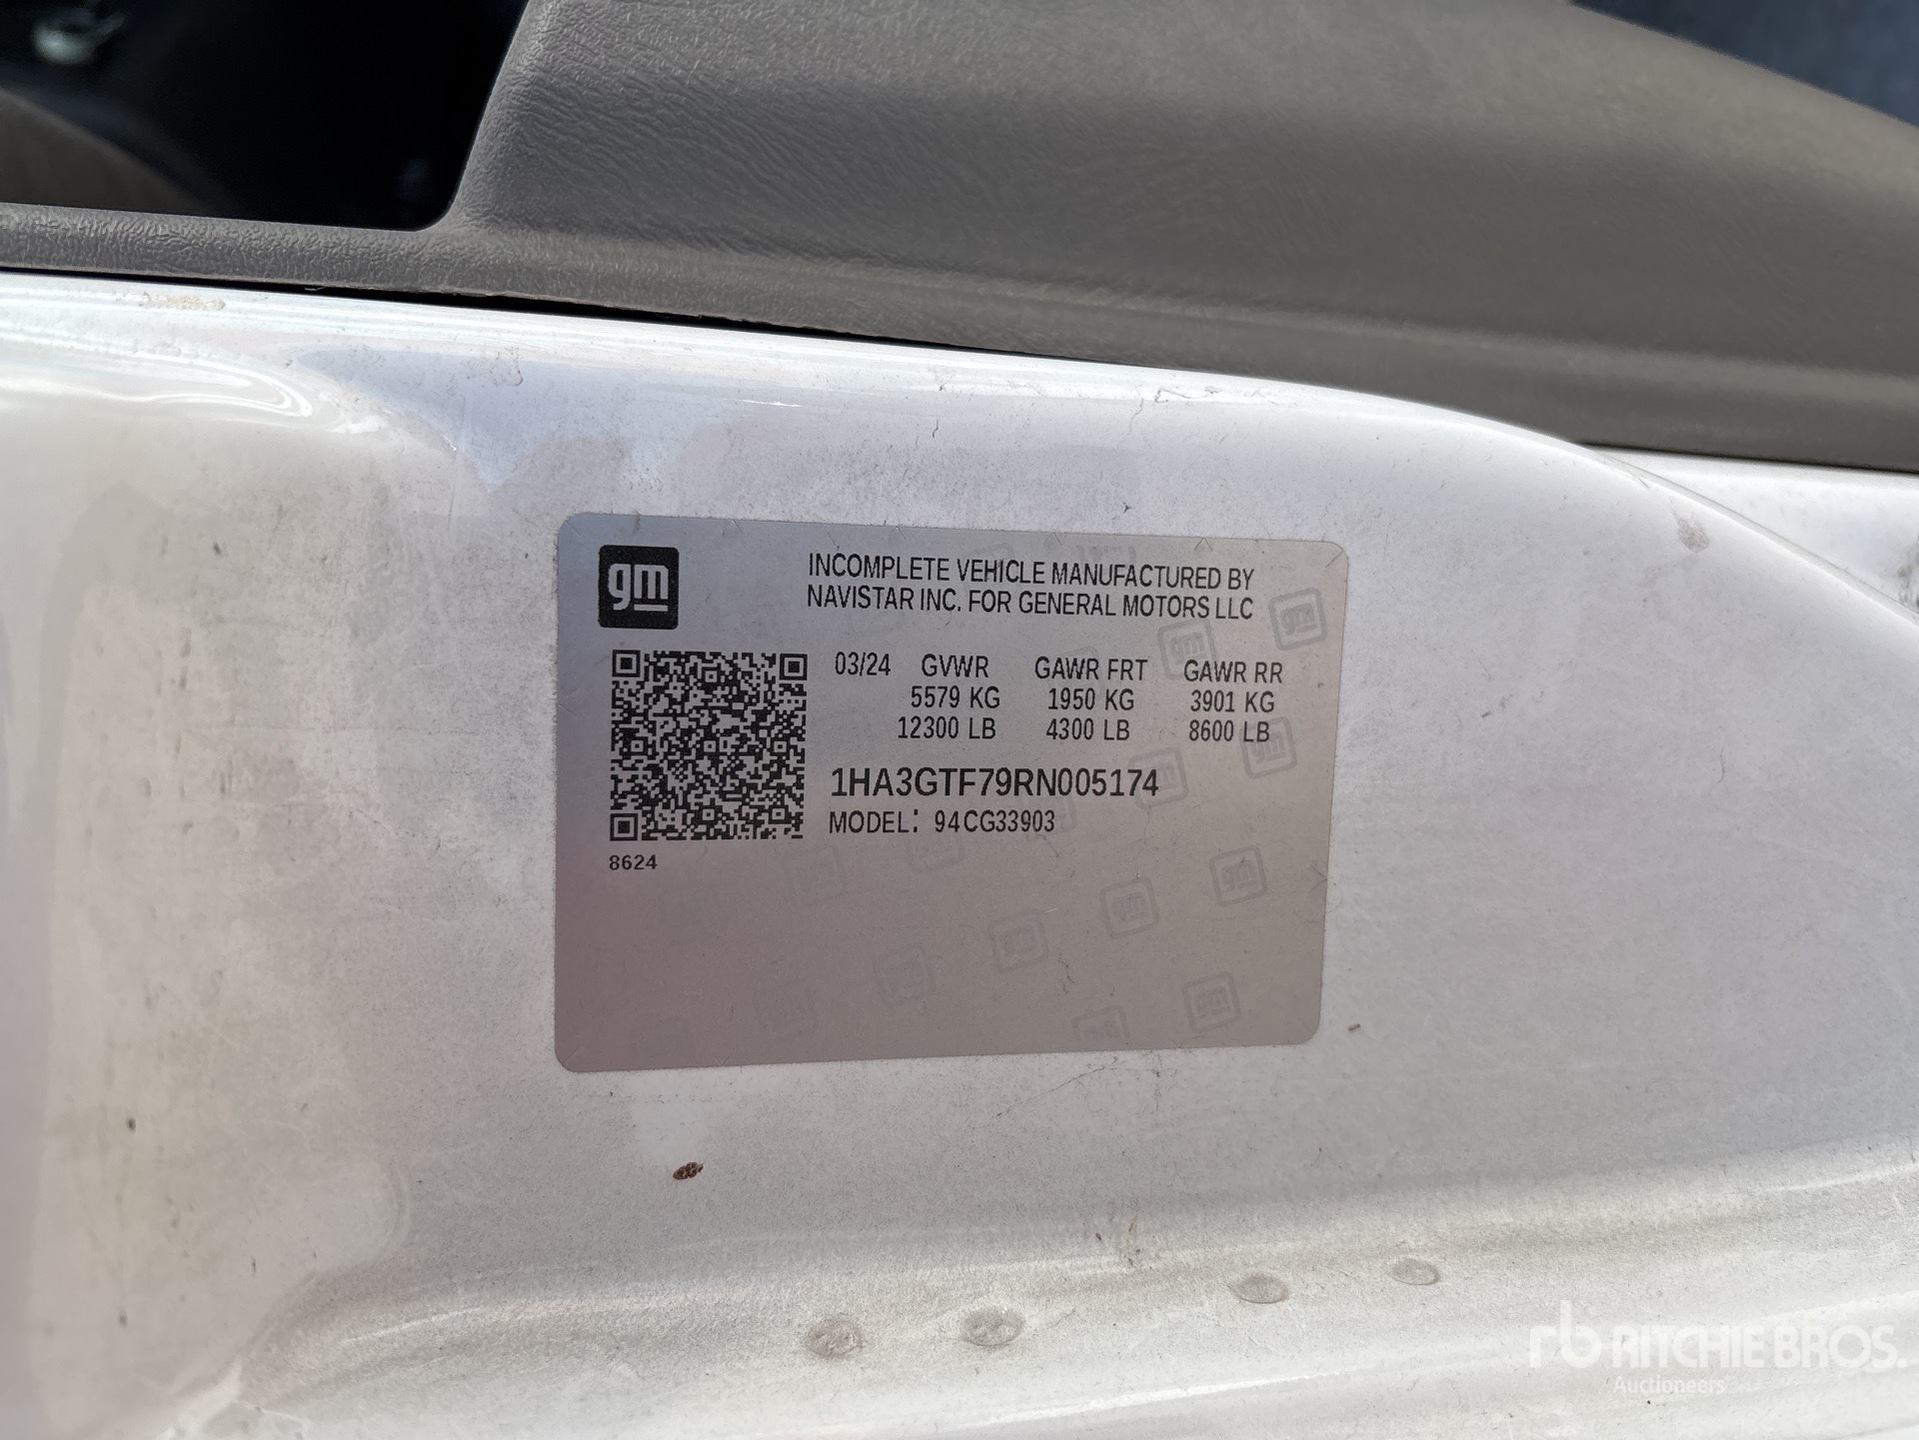 gm
INCOMPLETE VEHICLE MANUFACTURED BY
NAVISTAR INC. FOR GENERAL MOTORS LLC
03/24 GVWR GAWR FRT GAWR RR
5579 KG 1950 KG 3901 KG
12300 LB 4300 LB 8600 LB
1HA3GTF79RN005174
MODEL: 94CG33903
8624
rb RITCHIE BROS.
Auctioneers